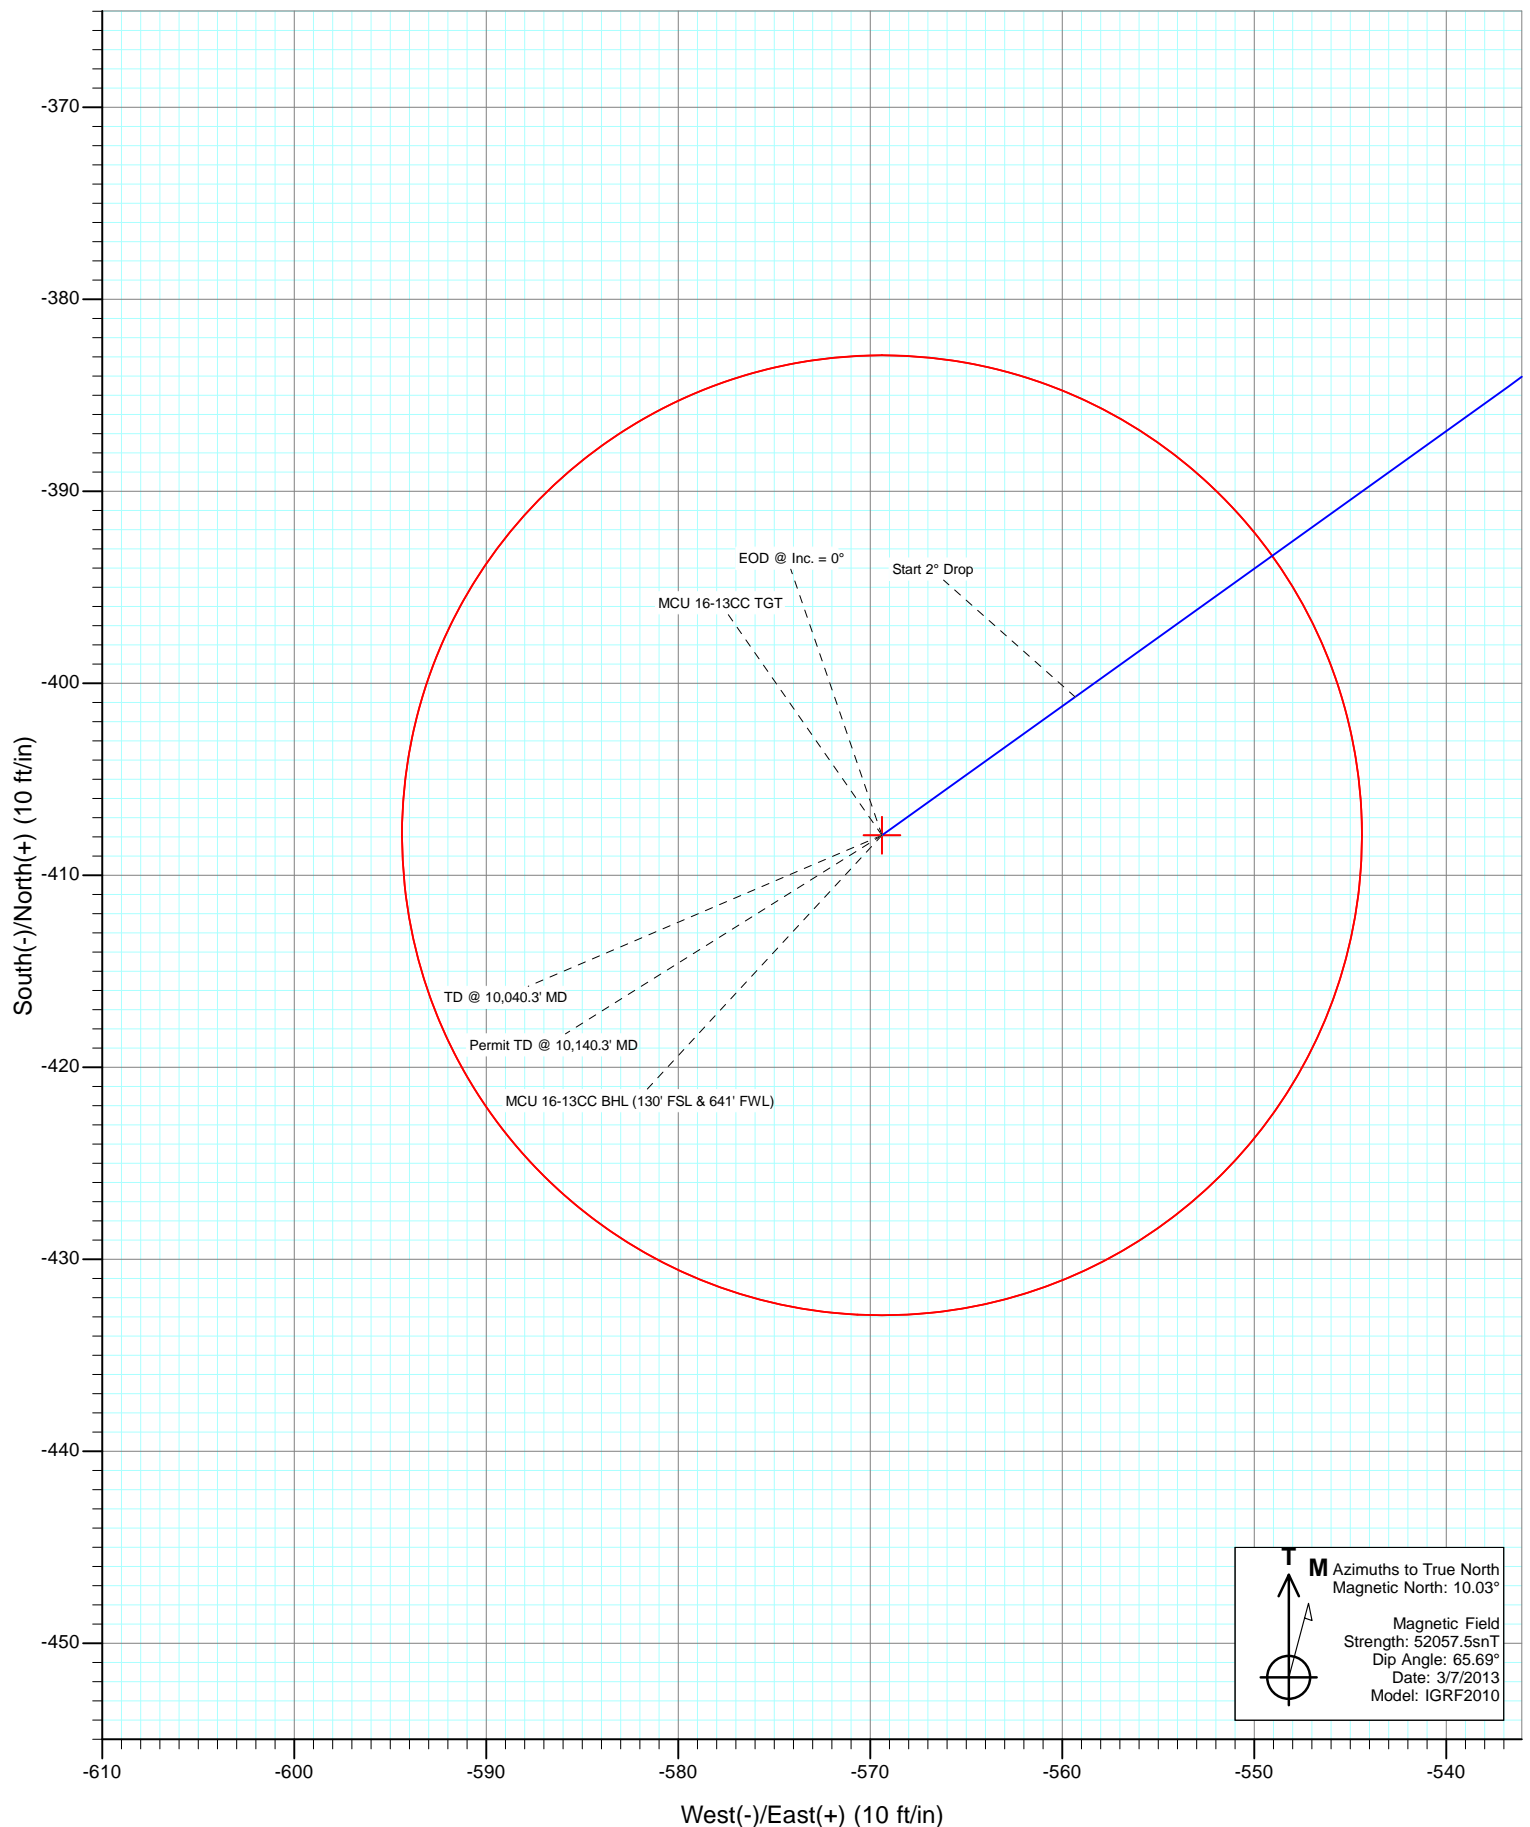 -370
-380
-390
-400
-410
-420
-430
-440
-450
South(-)/North(+) (10 ft/in)
EOD @ Inc. = 0°
Start 2° Drop
MCU 16-13CC TGT
TD @ 10,040.3' MD
Permit TD @ 10,140.3' MD
MCU 16-13CC BHL (130' FSL & 641' FWL)
T
M
Azimuths to True North
Magnetic North: 10.03°
Magnetic Field
Strength: 52057.5snT
Dip Angle: 65.69°
Date: 3/7/2013
Model: IGRF2010
-610 -600 -590 -580 -570 -560 -550 -540
West(-)/East(+) (10 ft/in)